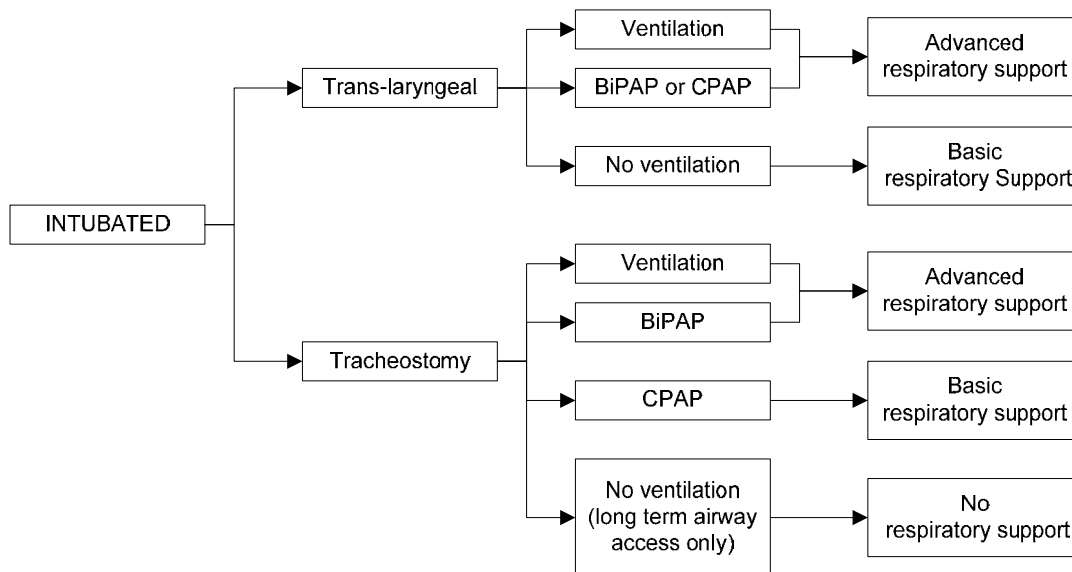 INTUBATED
Trans-laryngeal
Ventilation
BiPAP or CPAP
Advanced
respiratory support
No ventilation
Basic
respiratory Support
Tracheostomy
Ventilation
BiPAP
Advanced
respiratory support
CPAP
Basic
respiratory support
No ventilation
(long term airway
access only)
No
respiratory support